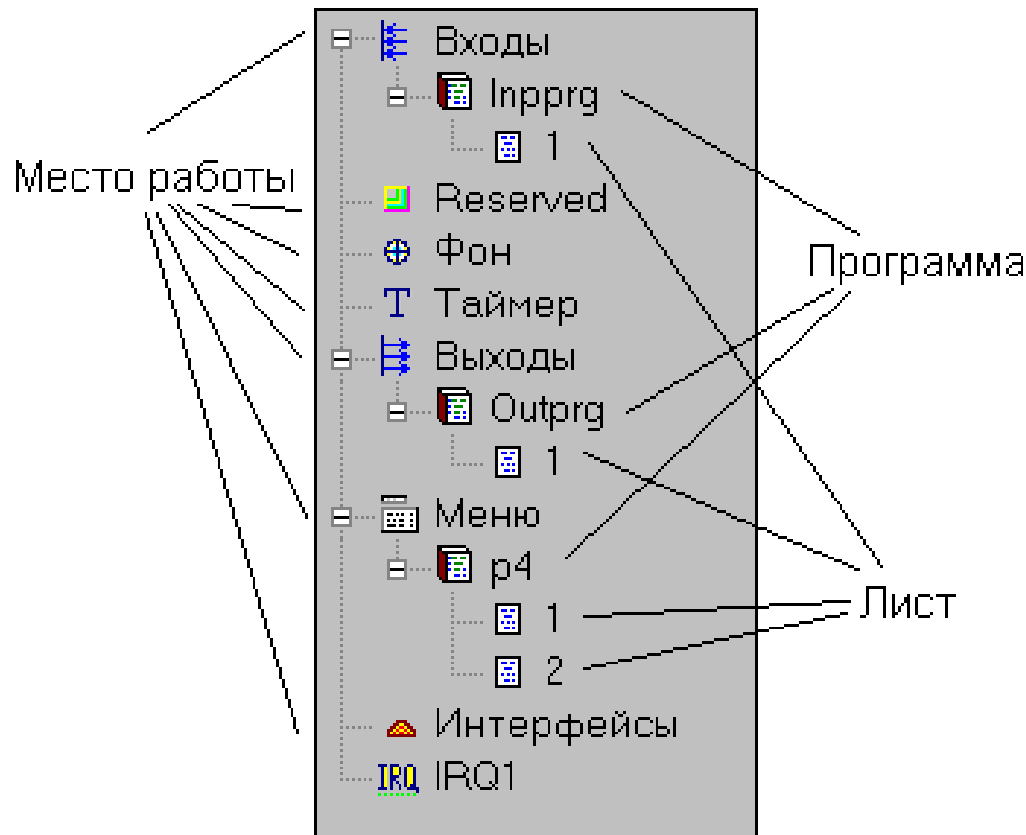 Входы
Inpprg
1
Место работы
Reserved
Фон
Программа
Таймер
Выходы
Outprg
1
Меню
p4
1
Лист
2
Интерфейсы
IRQ IRQ1